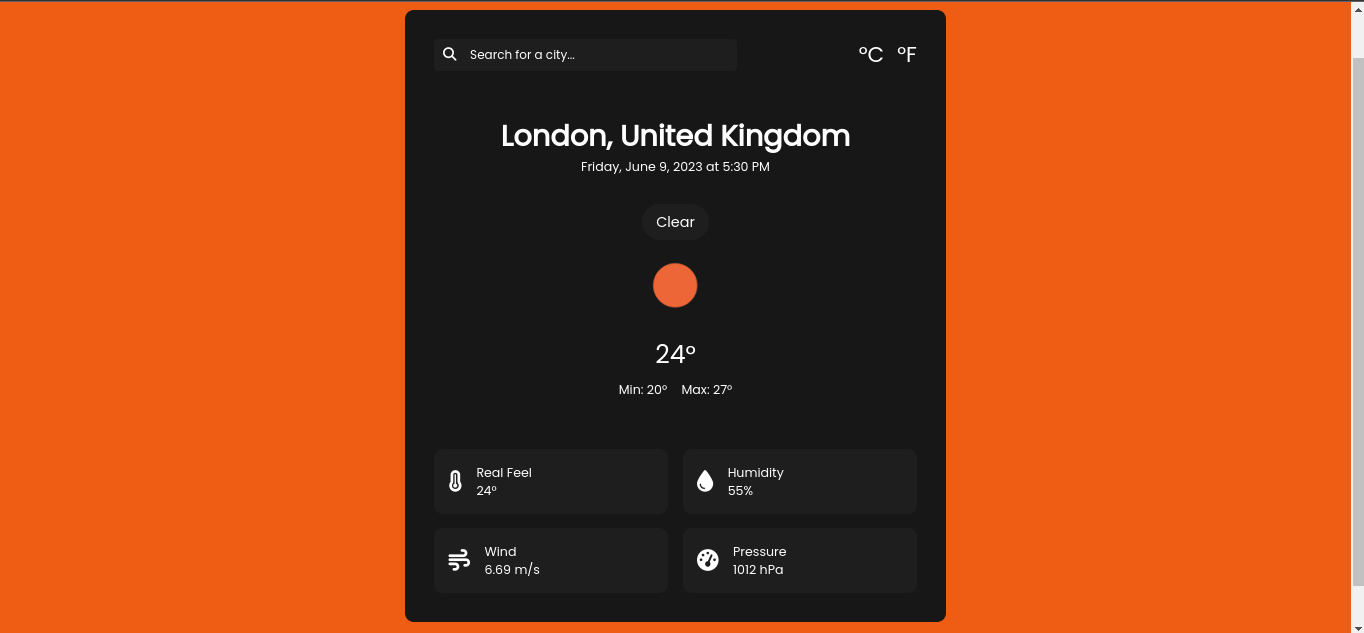 Search for a city...
°C °F
London, United Kingdom
Friday, June 9, 2023 at 5:30 PM
Clear
24°
Min: 20° Max: 27°
Real Feel
24°
Humidity
55%
Wind
6.69 m/s
Pressure
1012 hPa